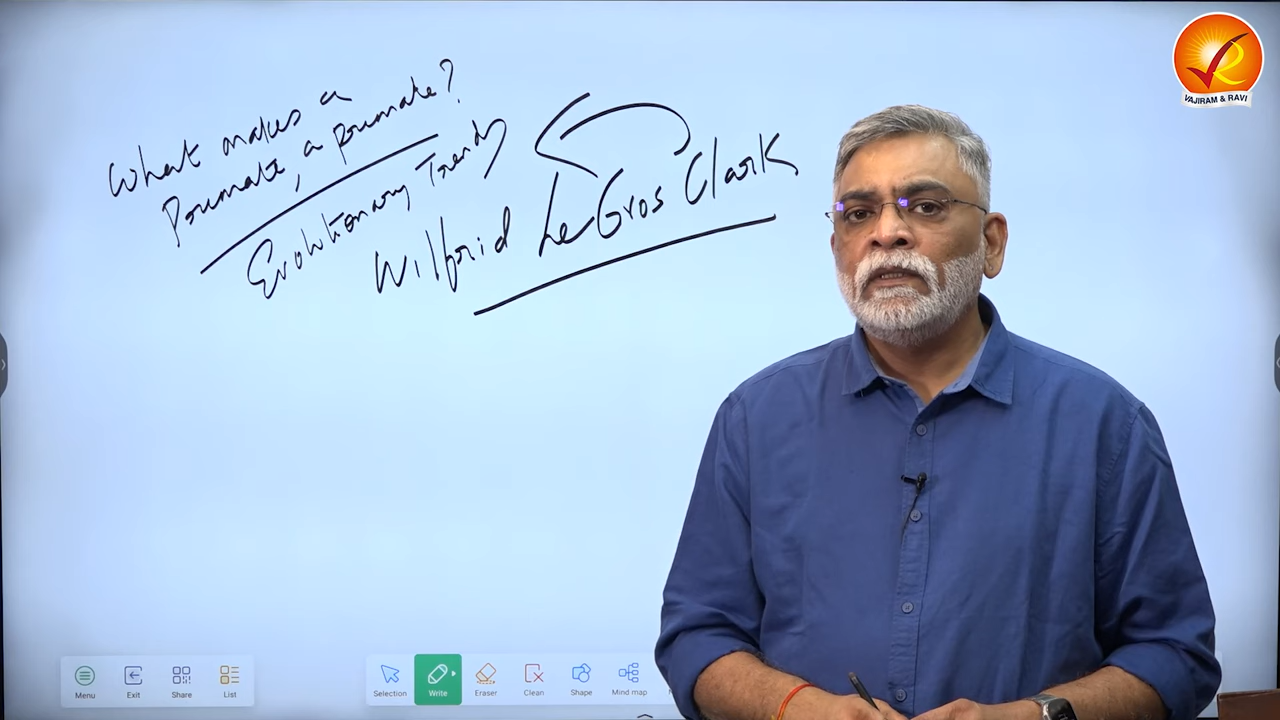 What makes a
Primate, a primate?
Evolutionary Trends
Wilfrid Le Gros Clark
VAJIRAM & RAVI
Menu
Exit
Share
List
Selection
Write
Eraser
Clean
Shape
Mind map